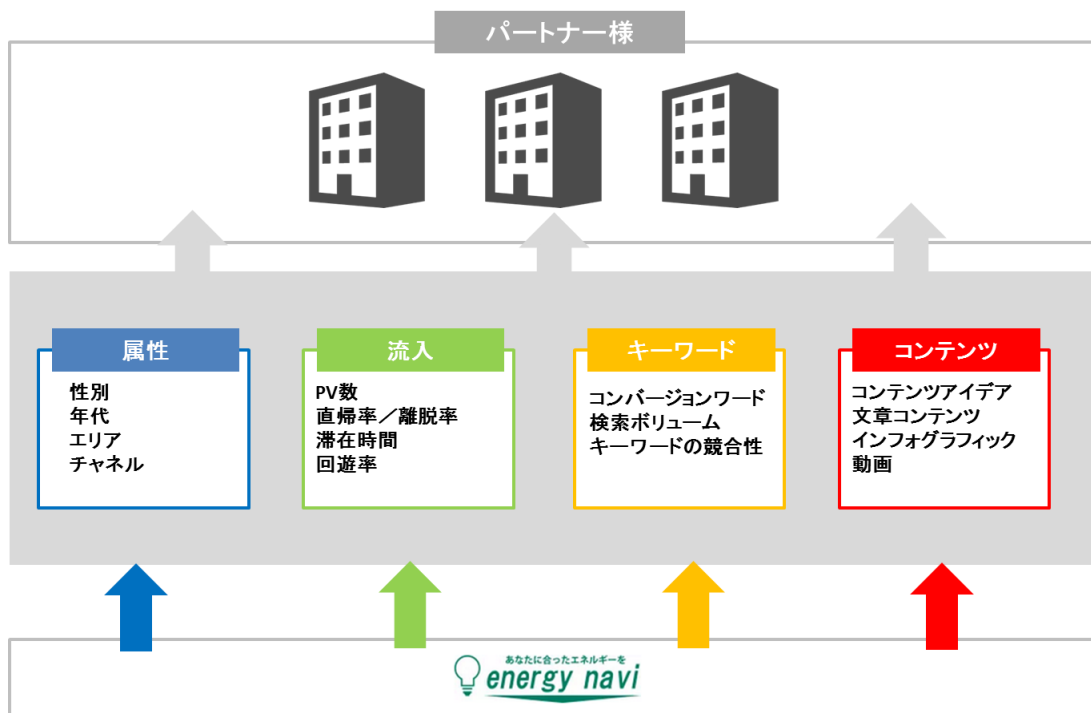 パートナー様
属性
性別
年代
エリア
チャネル
流入
PV数
直帰率／離脱率
滞在時間
回遊率
キーワード
コンバージョンワード
検索ボリューム
キーワードの競合性
コンテンツ
コンテンツアイデア
文章コンテンツ
インフォグラフィック
動画
あなたに合ったエネルギーを
energy navi